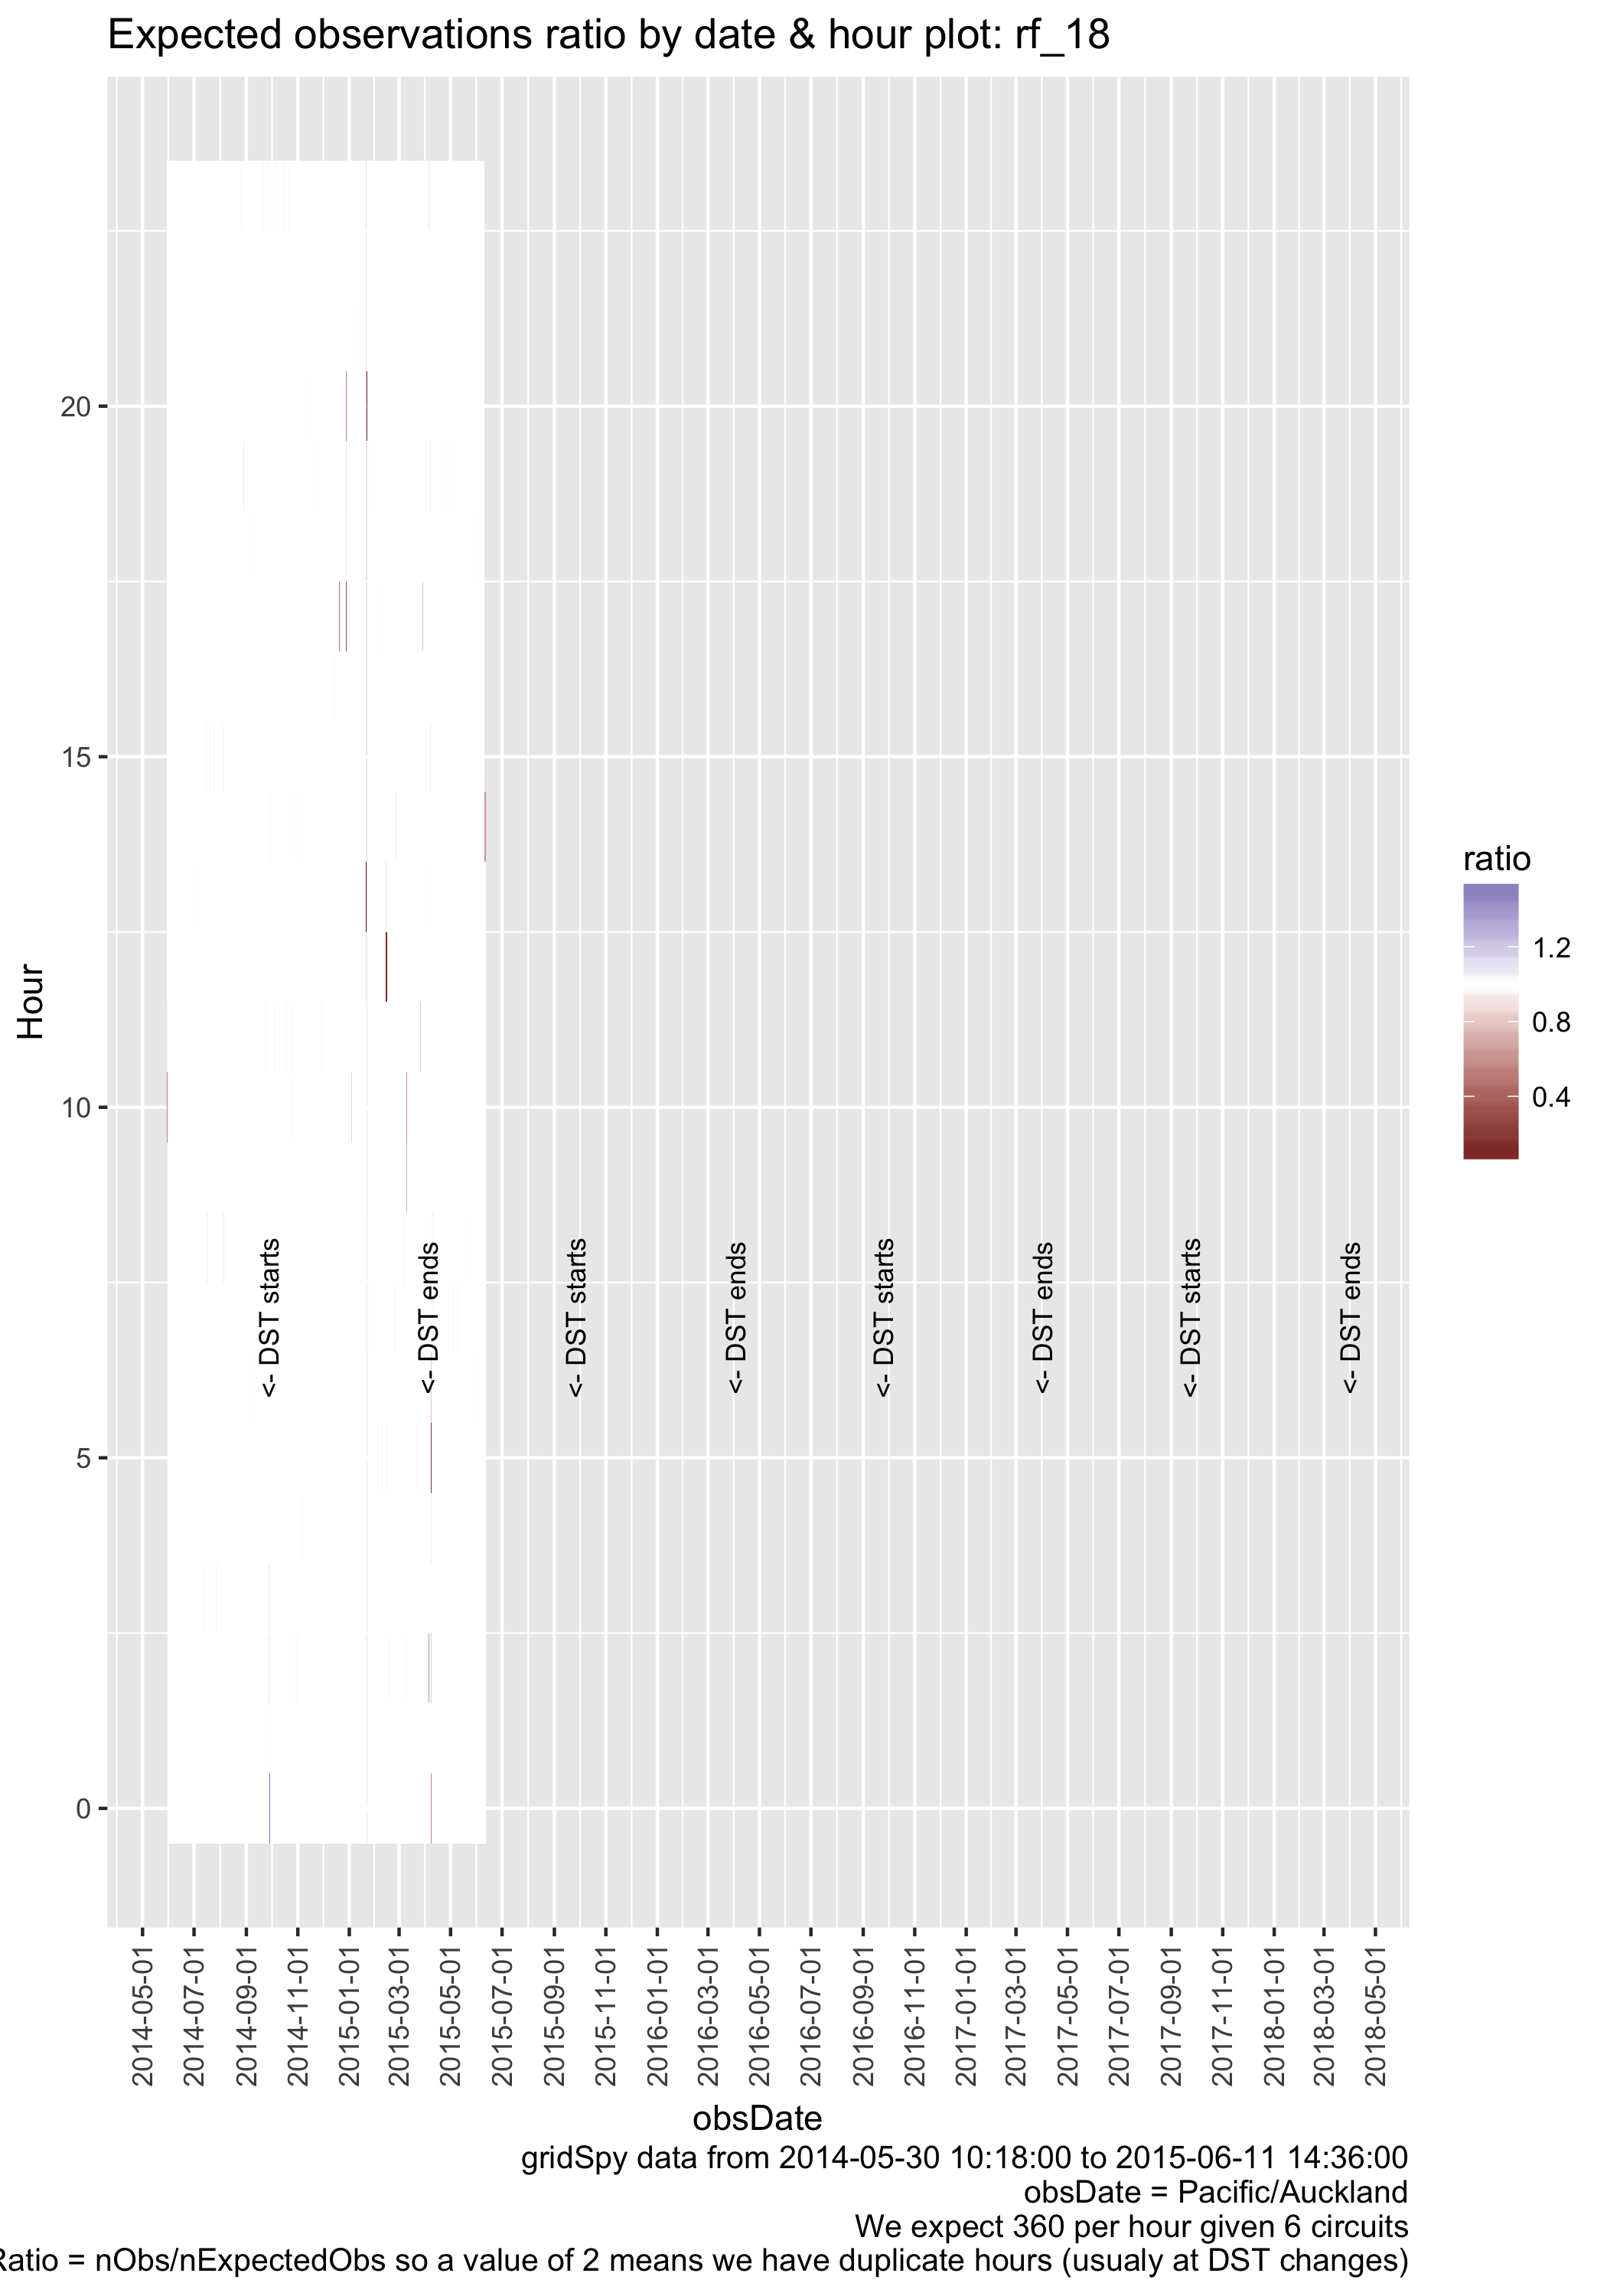 Expected observations ratio by date & hour plot: rf_18
20
15
10
5
0
Hour
<- DST starts
<- DST ends
<- DST starts
<- DST ends
<- DST starts
<- DST ends
<- DST starts
<- DST ends
ratio
1.2
0.8
0.4
2014-05-01
2014-07-01
2014-09-01
2014-11-01
2015-01-01
2015-03-01
2015-05-01
2015-07-01
2015-09-01
2015-11-01
2016-01-01
2016-03-01
2016-05-01
2016-07-01
2016-09-01
2016-11-01
2017-01-01
2017-03-01
2017-05-01
2017-07-01
2017-09-01
2017-11-01
2018-01-01
2018-03-01
2018-05-01
obsDate
gridSpy data from 2014-05-30 10:18:00 to 2015-06-11 14:36:00
obsDate = Pacific/Auckland
We expect 360 per hour given 6 circuits
Ratio = nObs/nExpectedObs so a value of 2 means we have duplicate hours (usualy at DST changes)